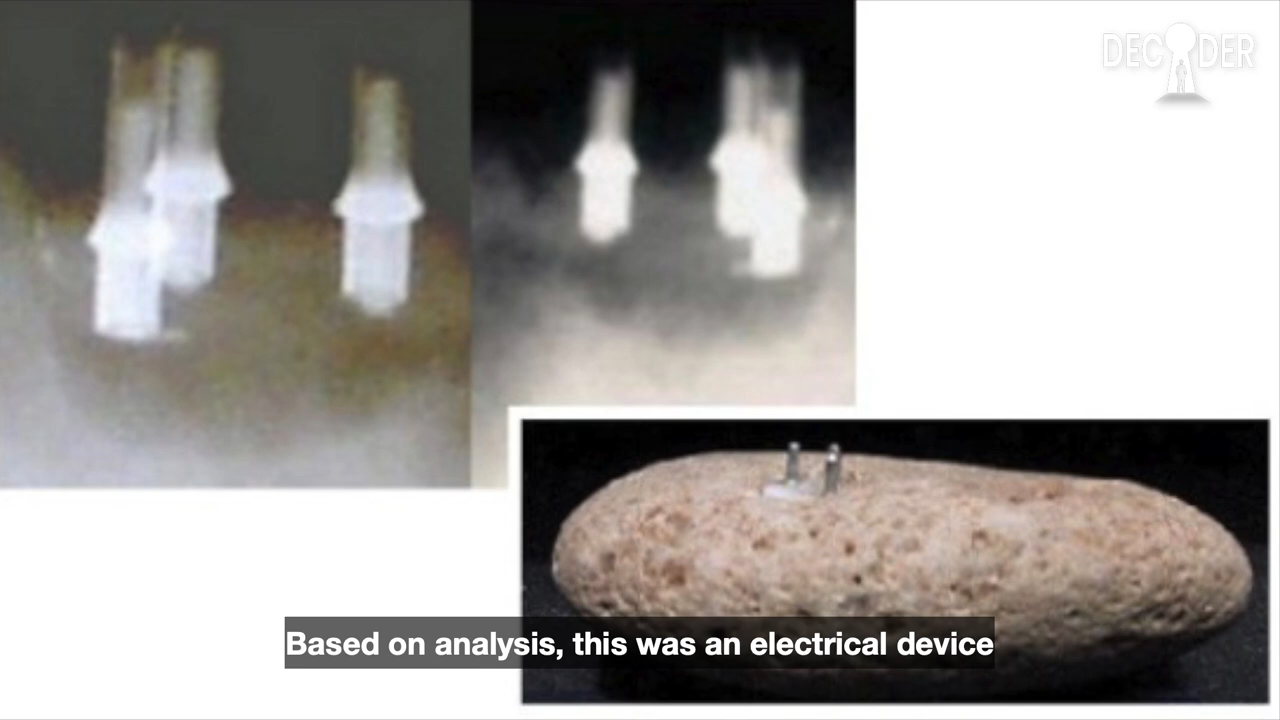 DECODER
Based on analysis, this was an electrical device